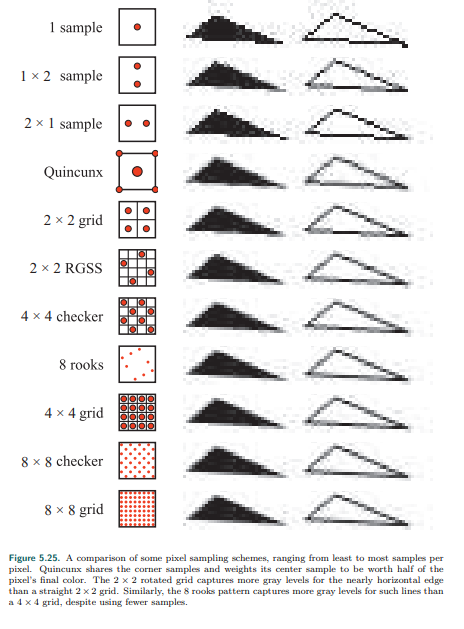 1 sample
1 × 2 sample
2 × 1 sample
Quincunx
2 × 2 grid
2 × 2 RGSS
4 × 4 checker
8 rooks
4 × 4 grid
8 × 8 checker
8 × 8 grid
Figure 5.25. A comparison of some pixel sampling schemes, ranging from least to most samples per
pixel. Quincunx shares the corner samples and weights its center sample to be worth half of the
pixel's final color. The 2 × 2 rotated grid captures more gray levels for the nearly horizontal edge
than a straight 2 × 2 grid. Similarly, the 8 rooks pattern captures more gray levels for such lines than
a 4 × 4 grid, despite using fewer samples.